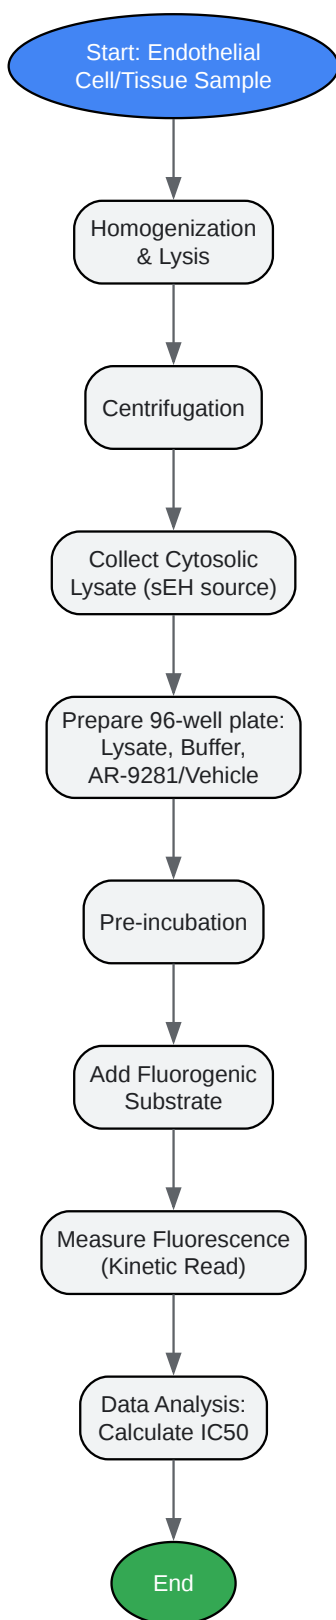 Start: Endothelial
Cell/Tissue Sample
Homogenization
& Lysis
Centrifugation
Collect Cytosolic
Lysate (sEH source)
Prepare 96-well plate:
Lysate, Buffer,
AR-9281/Vehicle
Pre-incubation
Add Fluorogenic
Substrate
Measure Fluorescence
(Kinetic Read)
Data Analysis:
Calculate IC50
End